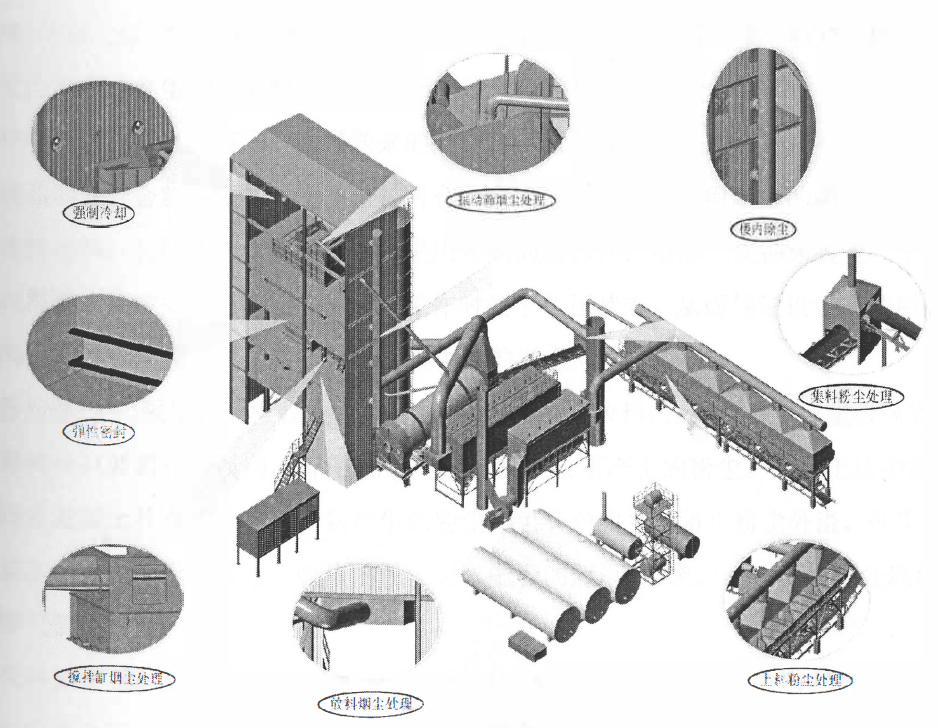 强制冷却
振动筛烟尘处理
楼内除尘
弹性密封
集料粉尘处理
搅拌缸烟尘处理
放料烟尘处理
上料粉尘处理